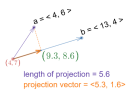 a = < 4, 6 >
b = < 13, 4 >
(9.3, 8.6)
(4,7)
length of projection = 5.6
projection vector = <5.3, 1.6>